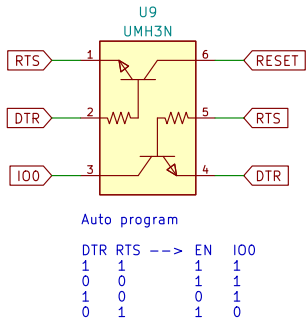 U9
UMH3N
RTS 1 6 RESET
DTR 2 5 RTS
IO0 3 4 DTR
Auto program
DTR RTS --> EN IO0
1 1 1 1
0 0 1 1
1 0 0 1
0 1 1 0